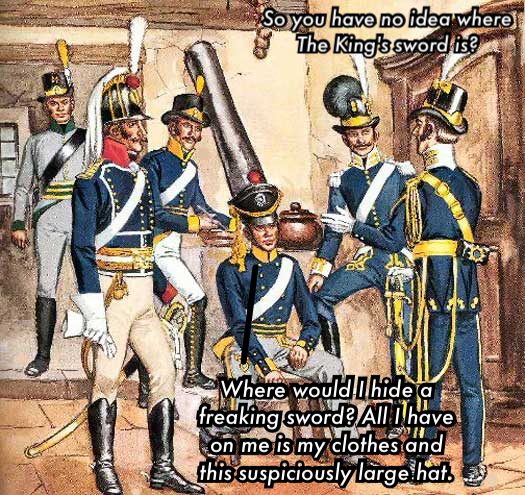 So you have no idea where
The King's sword is?
Where would I hide a
freaking sword? All I have
on me is my clothes and
this suspiciously large hat.